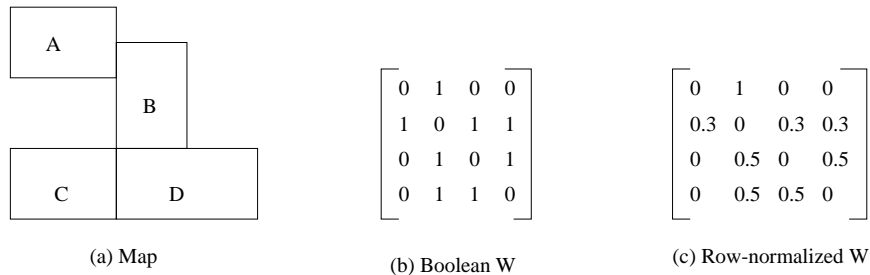 A
B
C D
(a) Map
0 1 0 0
1 0 1 1
0 1 0 1
0 1 1 0
(b) Boolean W
0 1 0 0
0.3 0 0.3 0.3
0 0.5 0 0.5
0 0.5 0.5 0
(c) Row-normalized W